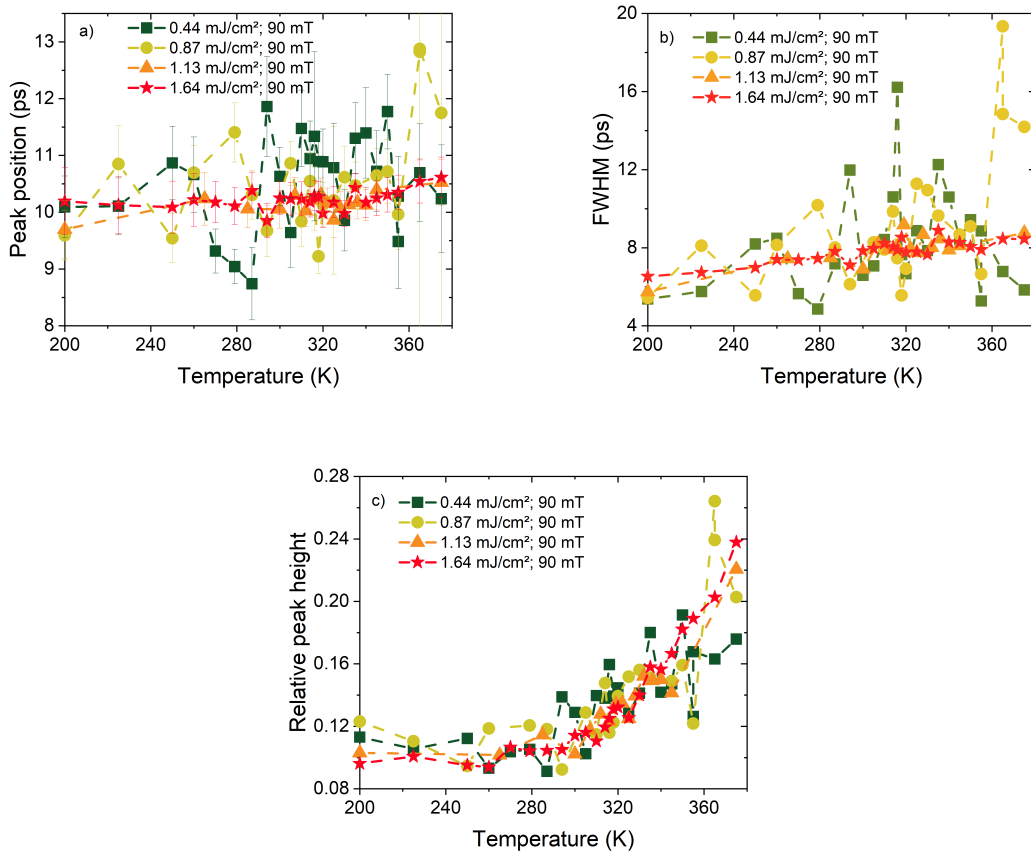 a)
0.44 mJ/cm²; 90 mT
0.87 mJ/cm²; 90 mT
1.13 mJ/cm²; 90 mT
1.64 mJ/cm²; 90 mT
Peak position (ps)
13
12
11
10
9
8
200 240 280 320 360
Temperature (K)
b)
0.44 mJ/cm²; 90 mT
0.87 mJ/cm²; 90 mT
1.13 mJ/cm²; 90 mT
1.64 mJ/cm²; 90 mT
FWHM (ps)
20
16
12
8
4
200 240 280 320 360
Temperature (K)
c)
0.44 mJ/cm²; 90 mT
0.87 mJ/cm²; 90 mT
1.13 mJ/cm²; 90 mT
1.64 mJ/cm²; 90 mT
Relative peak height
0.28
0.24
0.20
0.16
0.12
0.08
200 240 280 320 360
Temperature (K)